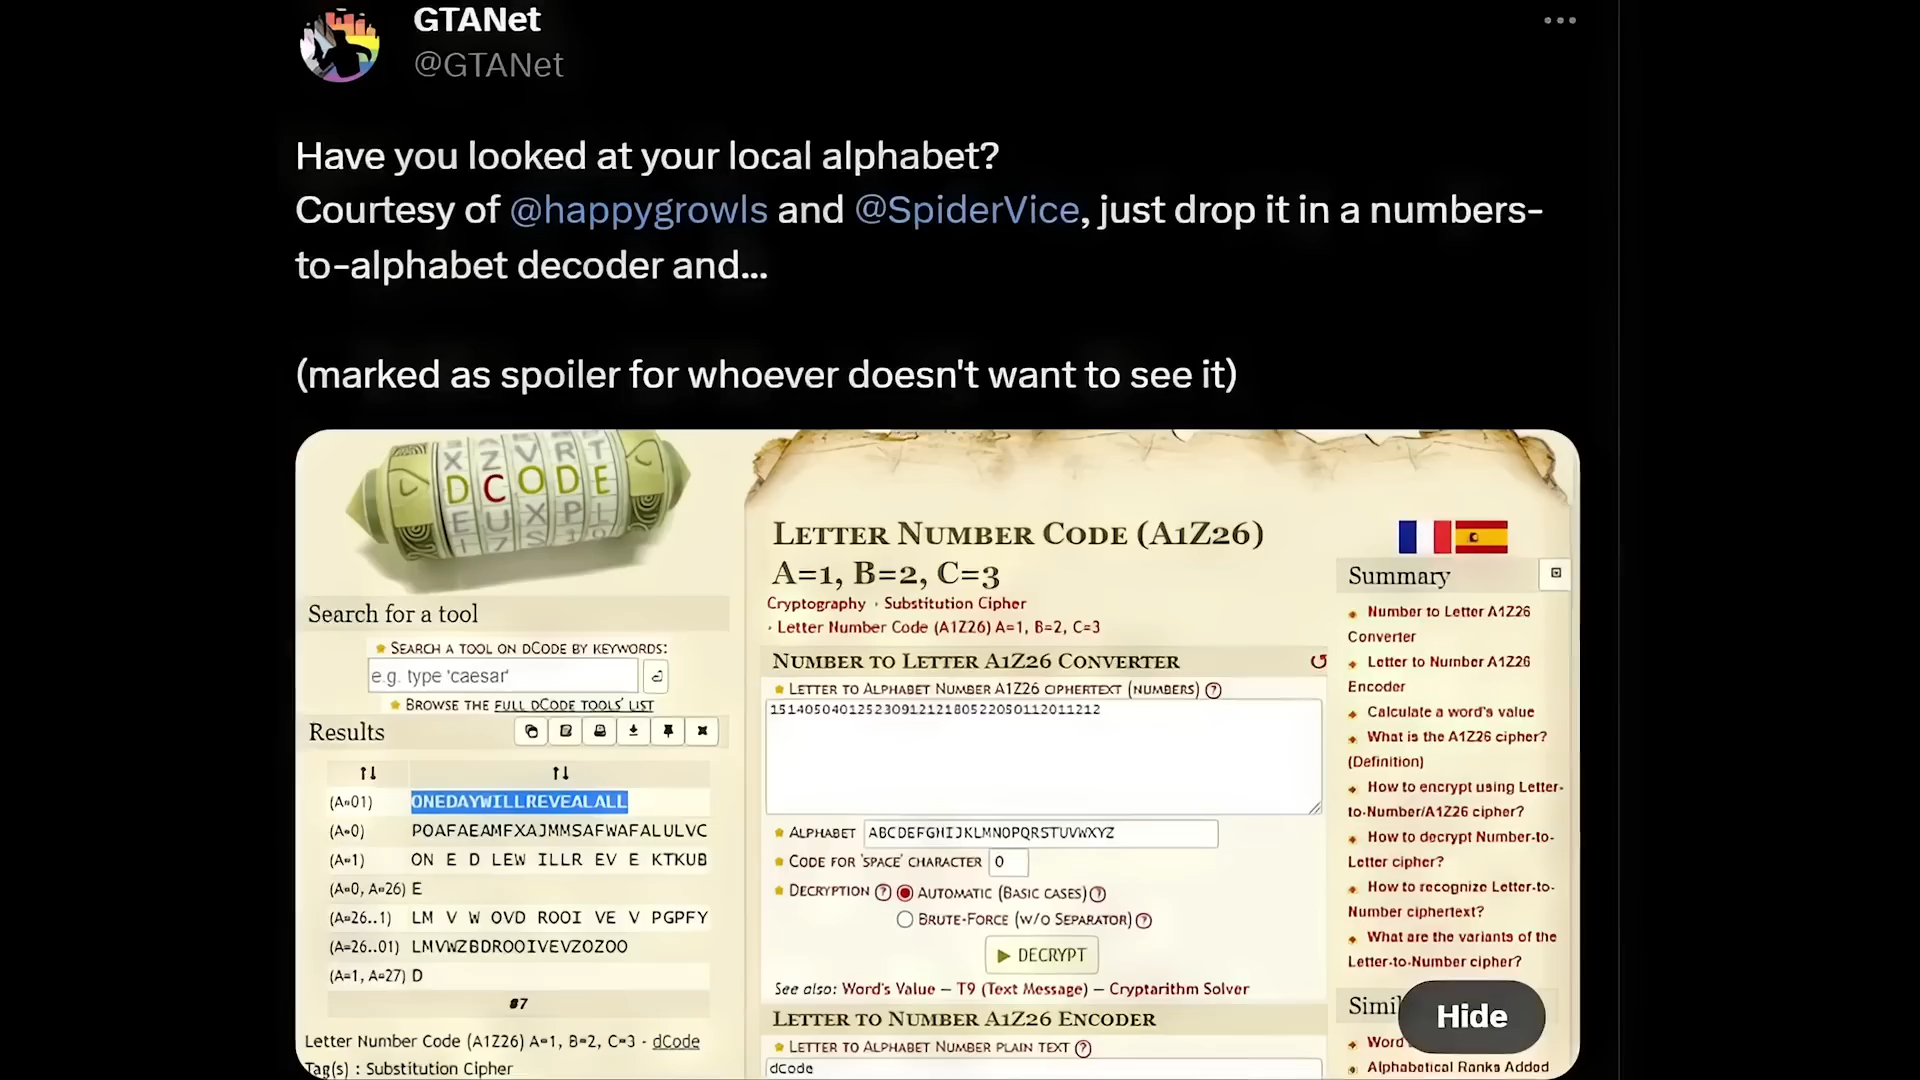 GTANet
@GTANet
Have you looked at your local alphabet?
Courtesy of @happygrowls and @SpiderVice, just drop it in a numbers-
to-alphabet decoder and...
(marked as spoiler for whoever doesn't want to see it)
X Z V R T
D C O D E
E U X P
Search for a tool
SEARCH A TOOL ON DCODE BY KEYWORDS:
e.g. type 'caesar'
BROWSE THE FULL DCODE TOOLS' LIST
Results
(A=01) ONEDAYWILLREVEALALL
(A=0) POAFAEAMFXAJMMSAFWAFALULVC
(A=1) ON E D LEW ILLR EV E KTKUB
(A=0, A=26) E
(A=26..1) LM V W OVD ROOI VE V PGPFY
(A=26..01) LMVWZBDROOIVEVZOZOO
(A=1, A=27) D
#7
Letter Number Code (A1Z26) A=1, B=2, C=3 - dCode
Tag(s) : Substitution Cipher
LETTER NUMBER CODE (A1Z26)
A=1, B=2, C=3
Cryptography › Substitution Cipher
› Letter Number Code (A1Z26) A=1, B=2, C=3
NUMBER TO LETTER A1Z26 CONVERTER
LETTER TO ALPHABET NUMBER A1Z26 CIPHERTEXT (NUMBERS) ?
15140504012523091212180522050112011212
ALPHABET ABCDEFGHIJKLMNOPQRSTUVWXYZ
CODE FOR 'SPACE' CHARACTER 0
DECRYPTION ? AUTOMATIC (BASIC CASES) ?
BRUTE-FORCE (W/O SEPARATOR) ?
▶ DECRYPT
See also: Word's Value – T9 (Text Message) – Cryptarithm Solver
LETTER TO NUMBER A1Z26 ENCODER
LETTER TO ALPHABET NUMBER PLAIN TEXT ?
dCode
Summary
Number to Letter A1Z26
Converter
Letter to Number A1Z26
Encoder
Calculate a word's value
What is the A1Z26 cipher?
(Definition)
How to encrypt using Letter-
to-Number/A1Z26 cipher?
How to decrypt Number-to-
Letter cipher?
How to recognize Letter-to-
Number ciphertext?
What are the variants of the
Letter-to-Number cipher?
Simil
Hide
Word
Alphabetical Ranks Added